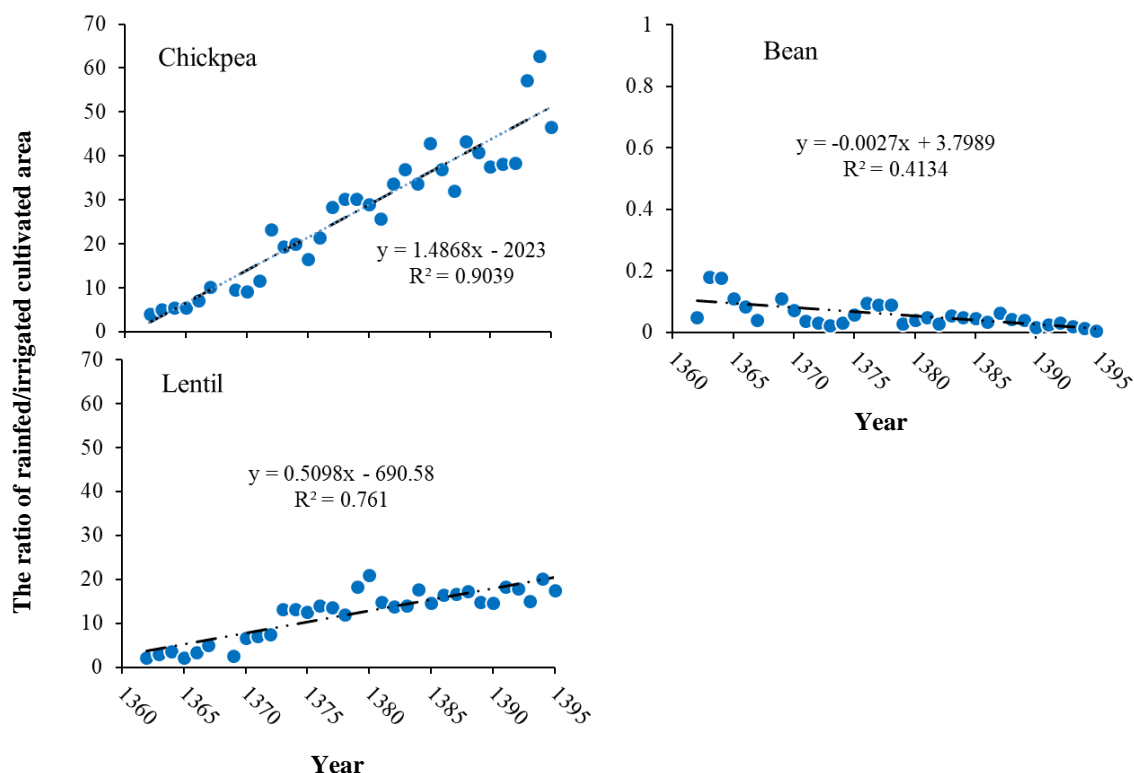 The ratio of rainfed/irrigated cultivated area
70
60
50
40
30
20
10
0
Chickpea
y = 1.4868x - 2023
R² = 0.9039
1
0.8
0.6
0.4
0.2
0
Bean
y = -0.0027x + 3.7989
R² = 0.4134
1360 1365 1370 1375 1380 1385 1390 1395
Year
70
60
50
40
30
20
10
0
Lentil
y = 0.5098x - 690.58
R² = 0.761
1360 1365 1370 1375 1380 1385 1390 1395
Year